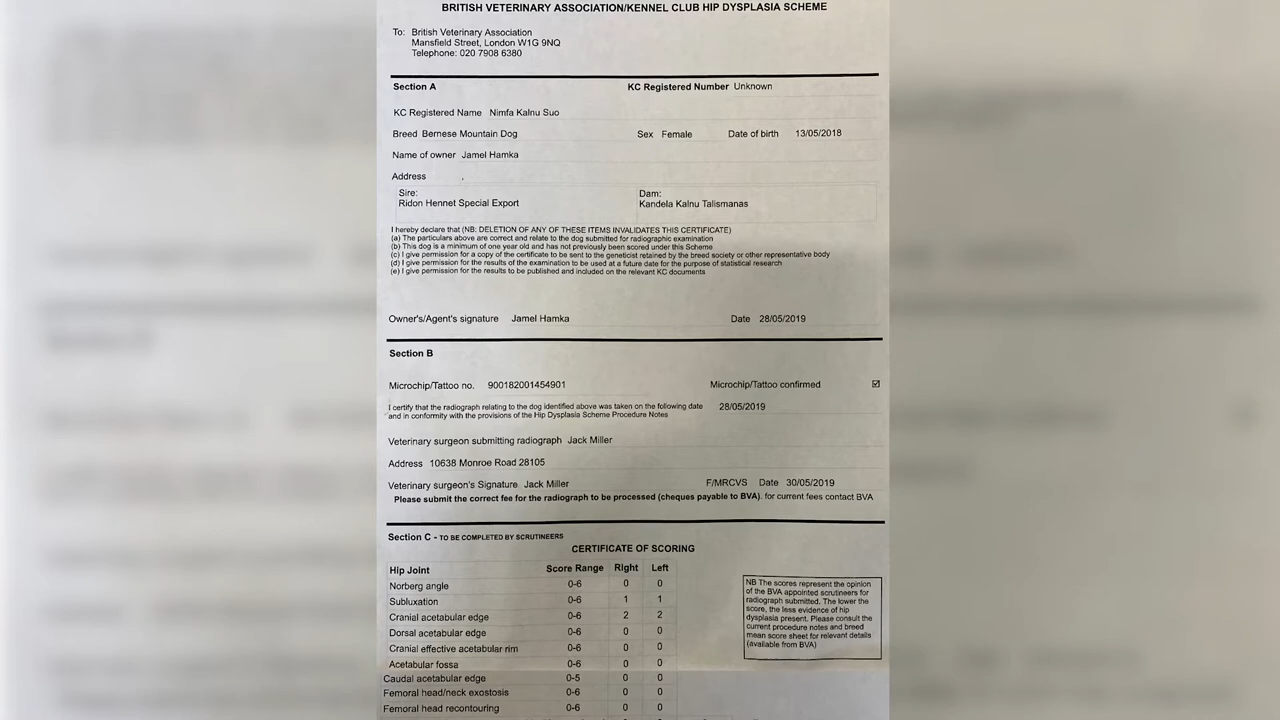 BRITISH VETERINARY ASSOCIATION/KENNEL CLUB HIP DYSPLASIA SCHEME
To: British Veterinary Association
Mansfield Street, London W1G 9NQ
Telephone: 020 7908 6380
Section A KC Registered Number Unknown
KC Registered Name Nimfa Kalnu Suo
Breed Bernese Mountain Dog Sex Female Date of birth 13/05/2018
Name of owner Jamel Hamka
Address
Sire: Dam:
Ridon Hennet Special Export Kandela Kalnu Talismanas
I hereby declare that (NB: DELETION OF ANY OF THESE ITEMS INVALIDATES THIS CERTIFICATE)
(a) The particulars above are correct and relate to the dog submitted for radiographic examination
(b) This dog is a minimum of one year old and has not previously been scored under this Scheme
(c) I give permission for a copy of the certificate to be sent to the geneticist retained by the breed society or other representative body
(d) I give permission for the results of the examination to be used at a future date for the purpose of statistical research
(e) I give permission for the results to be published and included on the relevant KC documents
Owner's/Agent's signature Jamel Hamka Date 28/05/2019
Section B
Microchip/Tattoo no. 900182001454901 Microchip/Tattoo confirmed ☑
I certify that the radiograph relating to the dog identified above was taken on the following date 28/05/2019
and in conformity with the provisions of the Hip Dysplasia Scheme Procedure Notes
Veterinary surgeon submitting radiograph Jack Miller
Address 10638 Monroe Road 28105
Veterinary surgeon's Signature Jack Miller F/MRCVS Date 30/05/2019
Please submit the correct fee for the radiograph to be processed (cheques payable to BVA). for current fees contact BVA
Section C - TO BE COMPLETED BY SCRUTINEERS
CERTIFICATE OF SCORING
Hip Joint Score Range Right Left
Norberg angle 0-6 0 0
Subluxation 0-6 1 1
Cranial acetabular edge 0-6 2 2
Dorsal acetabular edge 0-6 0 0
Cranial effective acetabular rim 0-6 0 0
Acetabular fossa 0-6 0 0
Caudal acetabular edge 0-5 0 0
Femoral head/neck exostosis 0-6 0 0
Femoral head recontouring 0-6 0 0
NB The scores represent the opinion
of the BVA appointed scrutineers for
radiograph submitted. The lower the
score, the less evidence of hip
dysplasia present. Please consult the
current procedure notes and breed
mean score sheet for relevant details
(available from BVA)